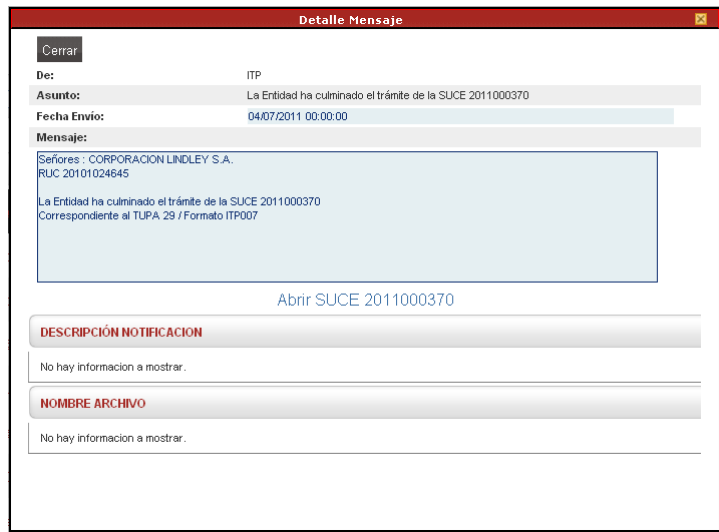 Detalle Mensaje
Cerrar
De: ITP
Asunto: La Entidad ha culminado el trámite de la SUCE 2011000370
Fecha Envío: 04/07/2011 00:00:00
Mensaje:
Señores : CORPORACION LINDLEY S.A.
RUC 20101024645
La Entidad ha culminado el trámite de la SUCE 2011000370
Correspondiente al TUPA 29 / Formato ITP007
Abrir SUCE 2011000370
DESCRIPCIÓN NOTIFICACION
No hay informacion a mostrar.
NOMBRE ARCHIVO
No hay informacion a mostrar.